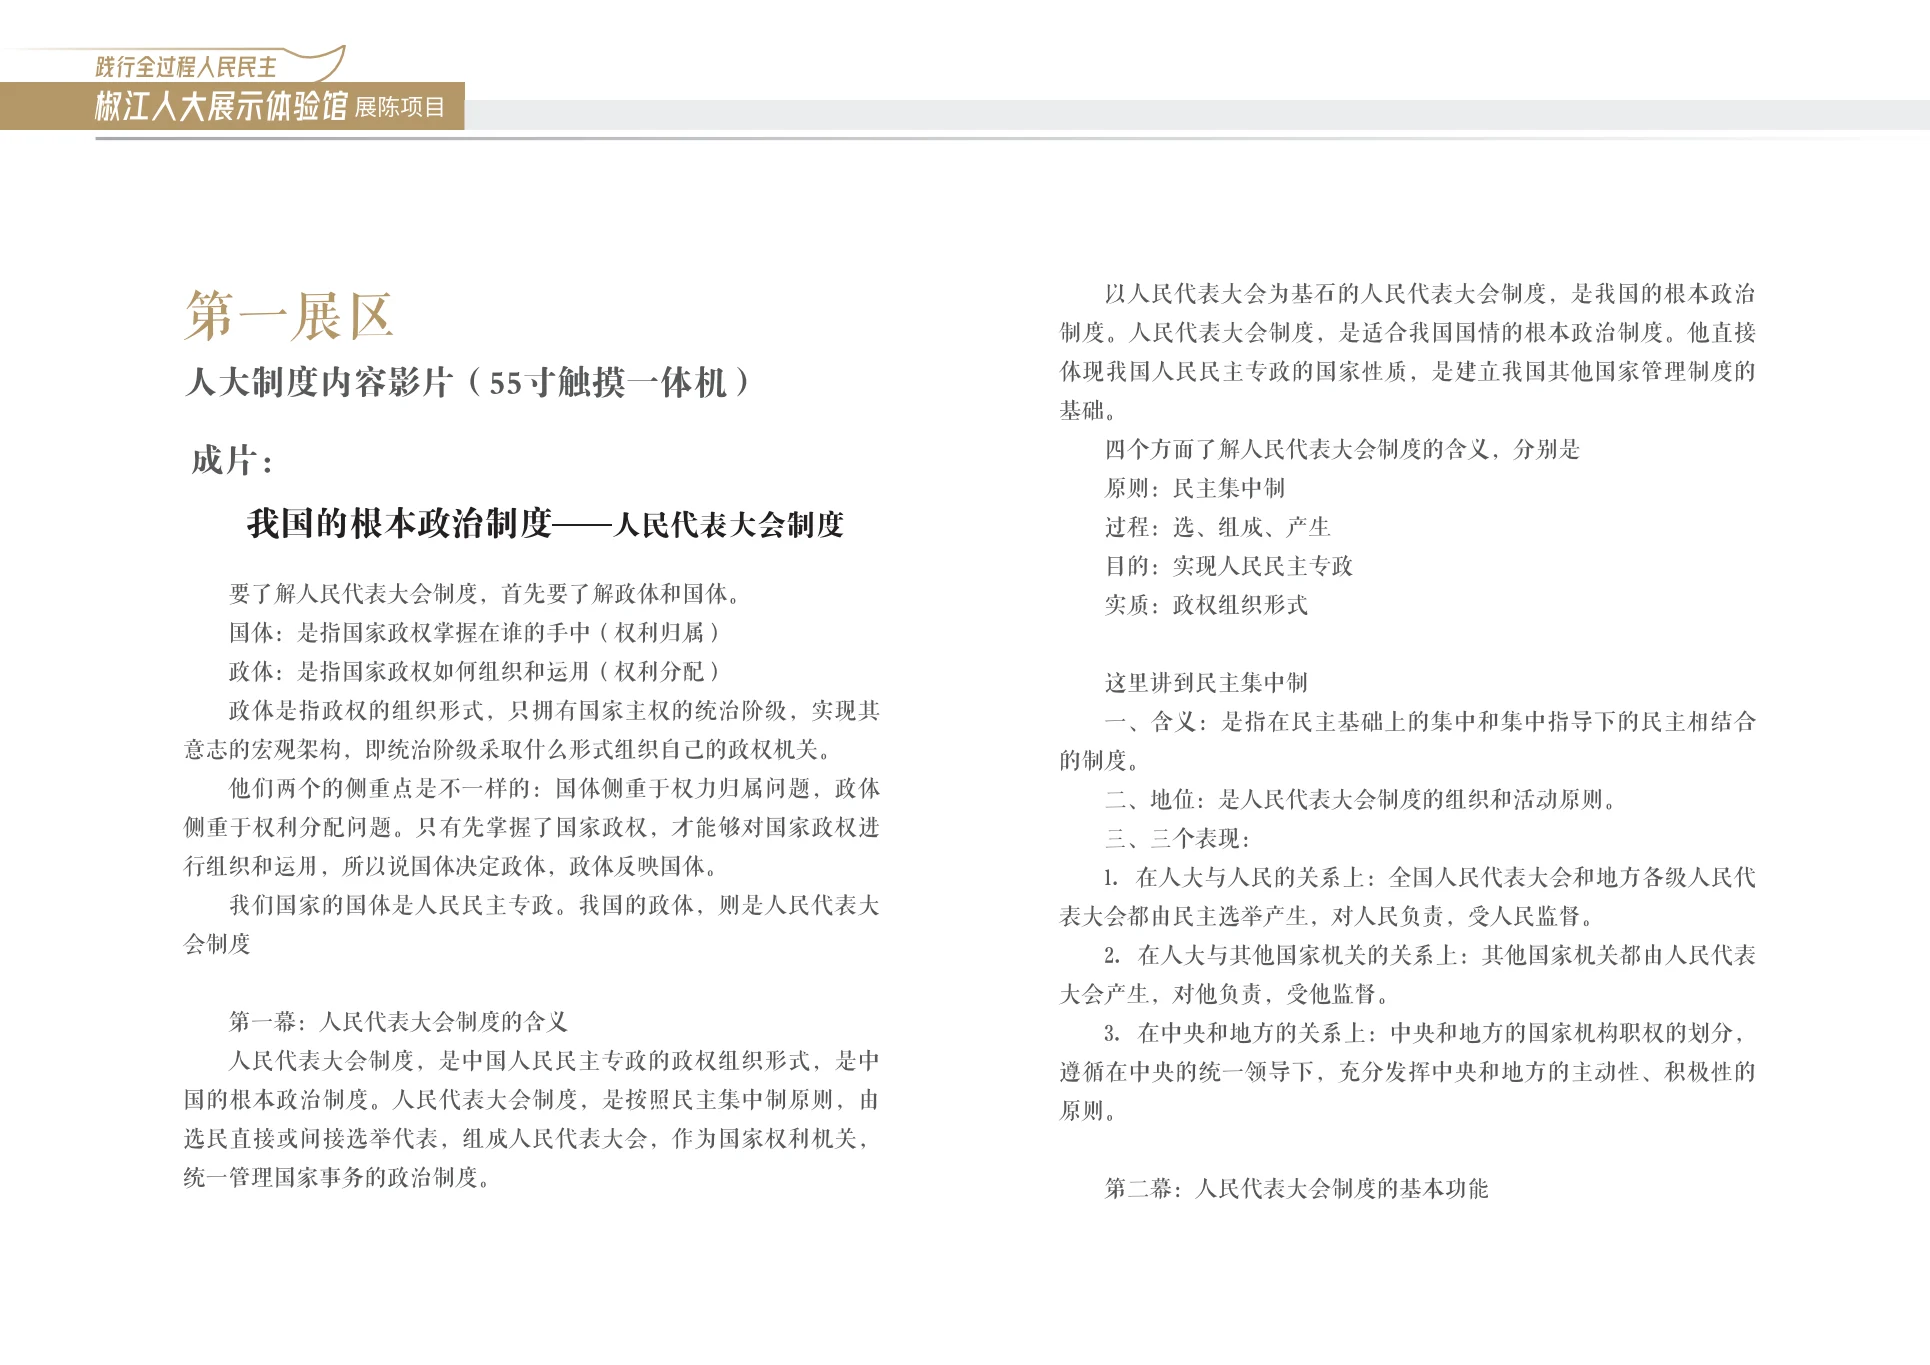 践行全过程人民民主
椒江人大展示体验馆 展陈项目
第一展区
人大制度内容影片（55寸触摸一体机）
成片：
我国的根本政治制度——人民代表大会制度
要了解人民代表大会制度，首先要了解政体和国体。
国体：是指国家政权掌握在谁的手中（权利归属）
政体：是指国家政权如何组织和运用（权利分配）
政体是指政权的组织形式，只拥有国家主权的统治阶级，实现其
意志的宏观架构，即统治阶级采取什么形式组织自己的政权机关。
他们两个的侧重点是不一样的：国体侧重于权力归属问题，政体
侧重于权利分配问题。只有先掌握了国家政权，才能够对国家政权进
行组织和运用，所以说国体决定政体，政体反映国体。
我们国家的国体是人民民主专政。我国的政体，则是人民代表大
会制度
第一幕：人民代表大会制度的含义
人民代表大会制度，是中国人民民主专政的政权组织形式，是中
国的根本政治制度。人民代表大会制度，是按照民主集中制原则，由
选民直接或间接选举代表，组成人民代表大会，作为国家权利机关，
统一管理国家事务的政治制度。
以人民代表大会为基石的人民代表大会制度，是我国的根本政治
制度。人民代表大会制度，是适合我国国情的根本政治制度。他直接
体现我国人民民主专政的国家性质，是建立我国其他国家管理制度的
基础。
四个方面了解人民代表大会制度的含义，分别是
原则：民主集中制
过程：选、组成、产生
目的：实现人民民主专政
实质：政权组织形式
这里讲到民主集中制
一、含义：是指在民主基础上的集中和集中指导下的民主相结合
的制度。
二、地位：是人民代表大会制度的组织和活动原则。
三、三个表现：
1. 在人大与人民的关系上：全国人民代表大会和地方各级人民代
表大会都由民主选举产生，对人民负责，受人民监督。
2. 在人大与其他国家机关的关系上：其他国家机关都由人民代表
大会产生，对他负责，受他监督。
3. 在中央和地方的关系上：中央和地方的国家机构职权的划分，
遵循在中央的统一领导下，充分发挥中央和地方的主动性、积极性的
原则。
第二幕：人民代表大会制度的基本功能